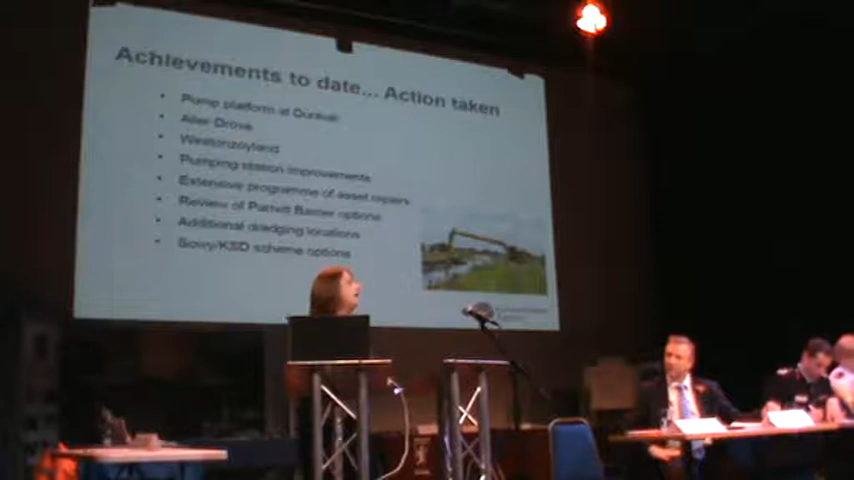 Achievements to date... Action taken
• Pump platform at Dunball
• Aller Drove
• Westonzoyland
• Pumping station improvements
• Extensive programme of asset repairs
• Review of Parrett Barrier options
• Additional dredging locations
• Sowy/KSD scheme options